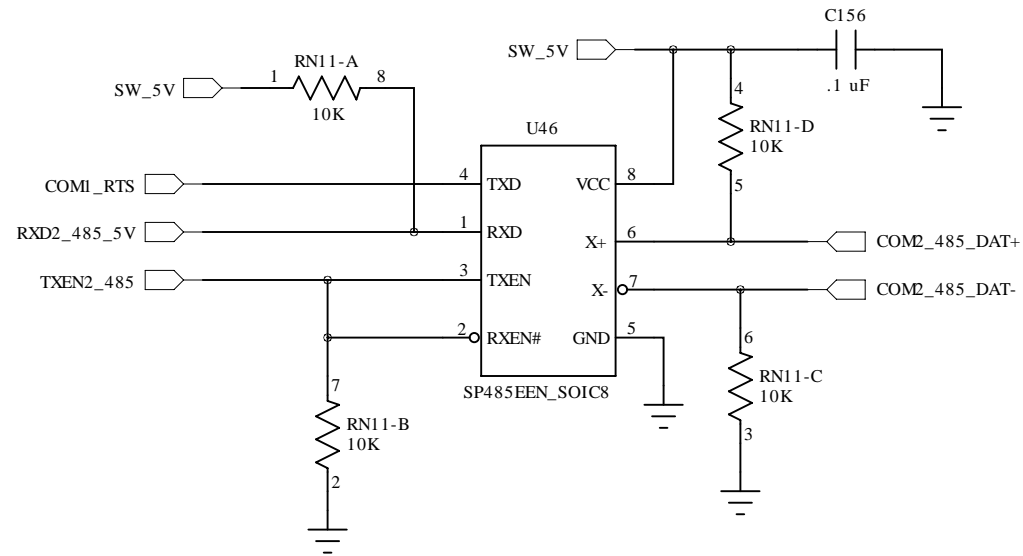 C156
SW_5V
.1 uF
RN11-A
1
8
SW_5V
10K
4
RN11-D
10K
5
U46
COM1_RTS
4
TXD
VCC
8
RXD2_485_5V
1
RXD
X+
6
COM2_485_DAT+
TXEN2_485
3
TXEN
X-
7
COM2_485_DAT-
2
RXEN#
GND
5
6
SP485EEN_SOIC8
RN11-C
10K
3
7
RN11-B
10K
2